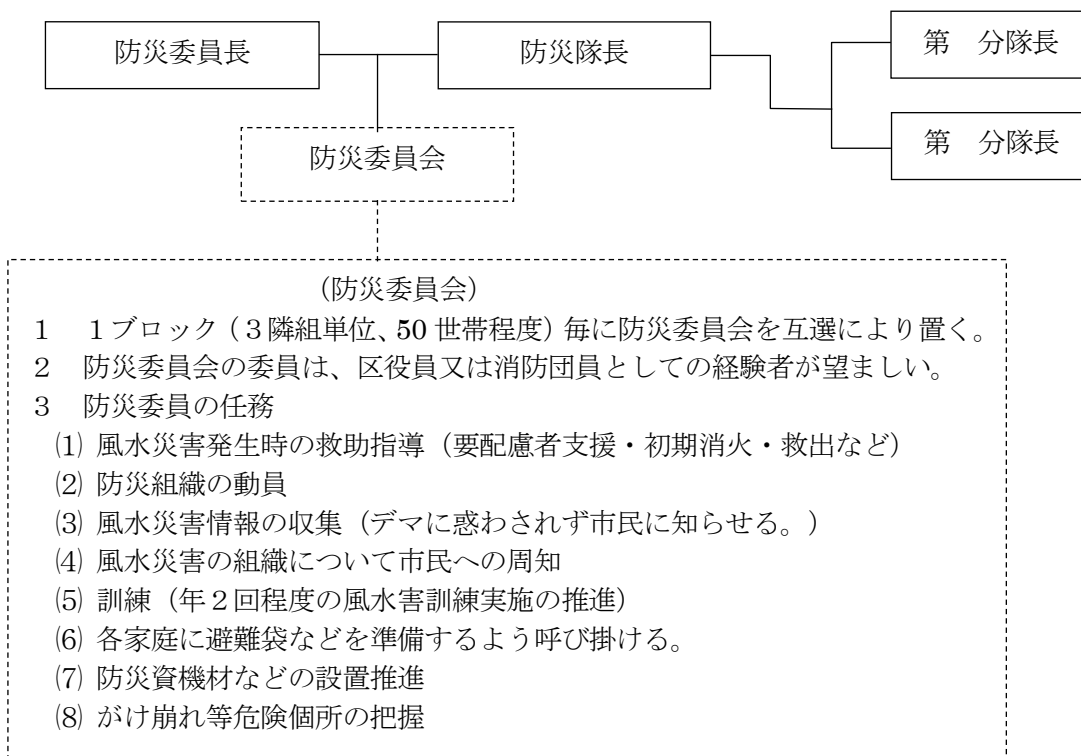 防災委員長
防災隊長
第　分隊長
第　分隊長
防災委員会
(防災委員会)
1　1ブロック（3隣組単位、50世帯程度）毎に防災委員会を互選により置く。
2　防災委員会の委員は、区役員又は消防団員としての経験者が望ましい。
3　防災委員の任務
⑴ 風水災害発生時の救助指導（要配慮者支援・初期消火・救出など）
⑵ 防災組織の動員
⑶ 風水災害情報の収集（デマに惑わされず市民に知らせる。）
⑷ 風水災害の組織について市民への周知
⑸ 訓練（年２回程度の風水害訓練実施の推進）
⑹ 各家庭に避難袋などを準備するよう呼び掛ける。
⑺ 防災資機材などの設置推進
⑻ がけ崩れ等危険個所の把握